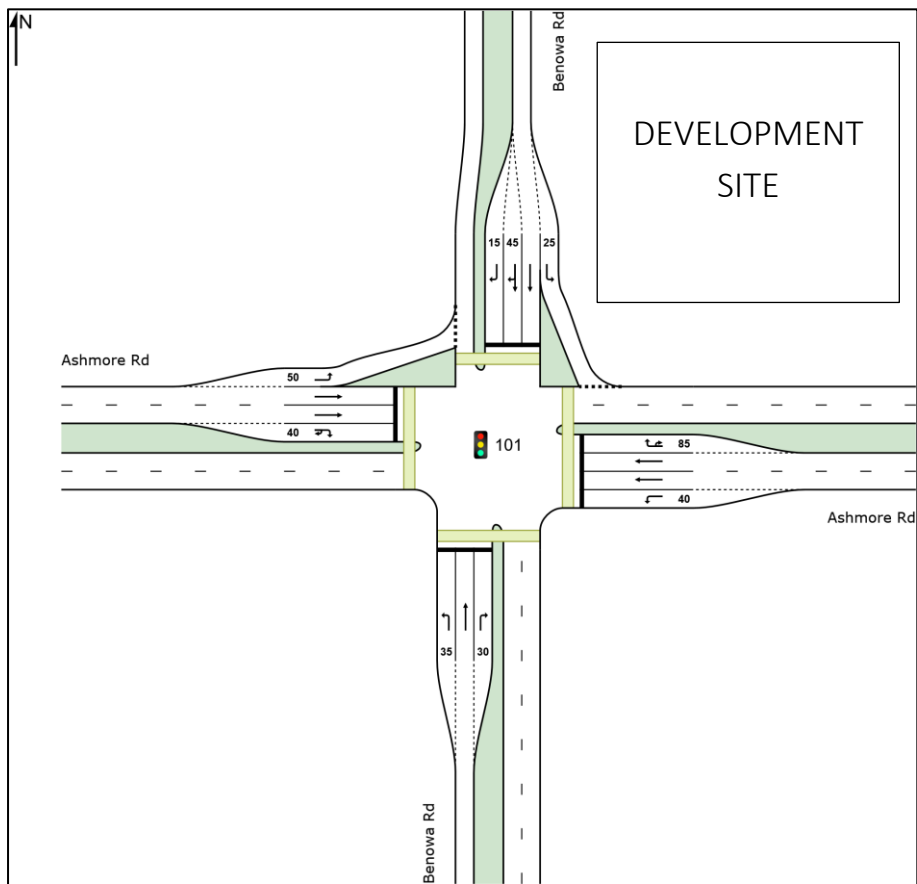 N
Benowa Rd
DEVELOPMENT
SITE
15 45 25
Ashmore Rd
50
40
101
85
40
Ashmore Rd
35 30
Benowa Rd